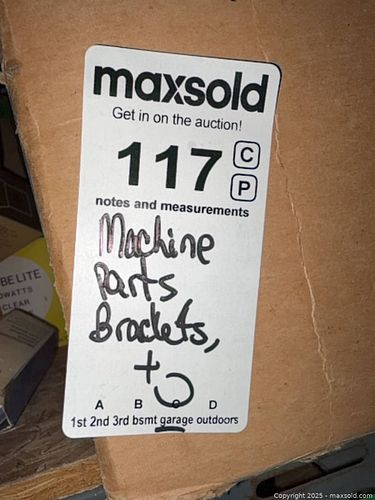 maxsold
Get in on the auction!
117 C
P
notes and measurements
Machine
Parts
Brackets,
+
A B C D
1st 2nd 3rd bsmt garage outdoors
BELITE
WATTS
CLEAR
Copyright © 2025 - maxsold.com